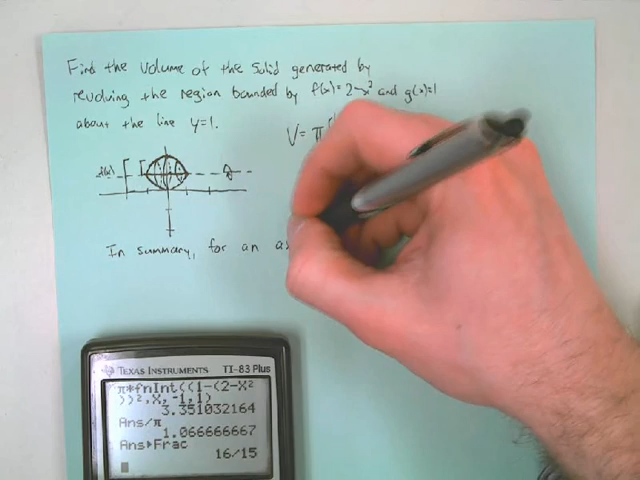 Find the volume of the solid generated by
revolving the region bounded by f(x)=2-x² and g(x)=1
about the line y=1.
V=π
In summary, for an
TEXAS INSTRUMENTS TI-83 Plus
π*fnInt((1-(2-X²
))²,X,-1,1)
3.351032164
Ans/π
1.066666667
Ans▶Frac
16/15